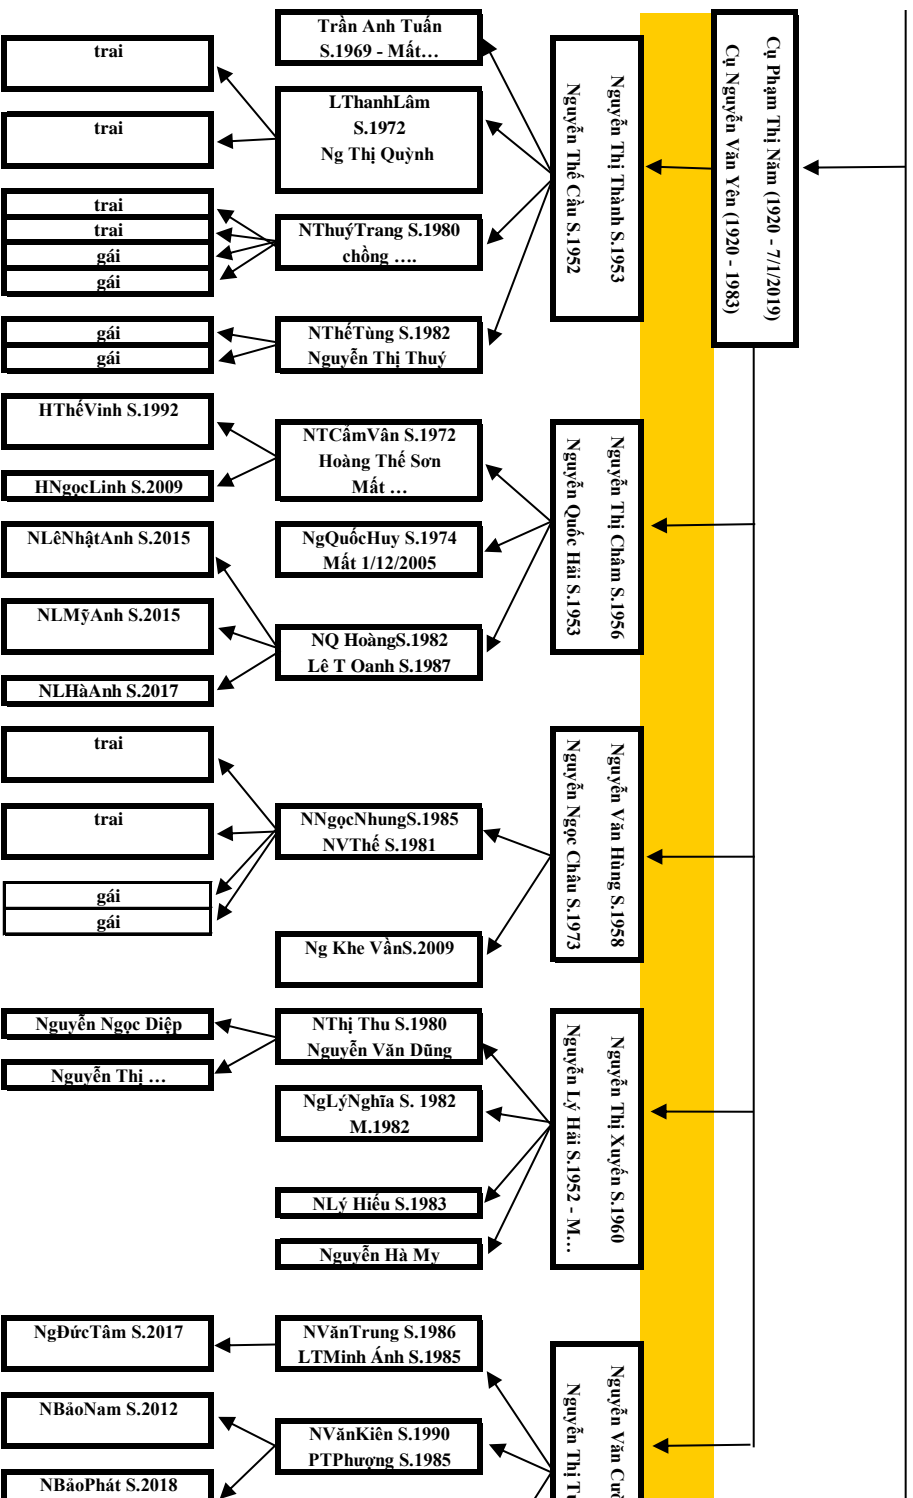 Cụ Phạm Thị Năm (1920 - 7/1/2019)
Cụ Nguyễn Văn Yên (1920 - 1983)
Nguyễn Thị Thành S.1953
Nguyễn Thế Cầu S.1952
Trần Anh Tuấn
S.1969 - Mất…
LThanhLâm
S.1972
Ng Thị Quỳnh
trai
trai
NThuýTrang S.1980
chồng ….
trai
trai
gái
gái
NThếTùng S.1982
Nguyễn Thị Thuý
gái
gái
Nguyễn Thị Châm S.1956
Nguyễn Quốc Hải S.1953
NTCẩmVân S.1972
Hoàng Thế Sơn
Mất …
HThếVinh S.1992
HNgọcLinh S.2009
NgQuốcHuy S.1974
Mất 1/12/2005
NQ HoàngS.1982
Lê T Oanh S.1987
NLêNhậtAnh S.2015
NLMỹAnh S.2015
NLHàAnh S.2017
Nguyễn Văn Hùng S.1958
Nguyễn Ngọc Châu S.1973
NNgọcNhungS.1985
NVThế S.1981
trai
trai
gái
gái
Ng Khe VầnS.2009
Nguyễn Thị Xuyến S.1960
Nguyễn Lý Hải S.1952 - M…
NThị Thu S.1980
Nguyễn Văn Dũng
Nguyễn Ngọc Diệp
Nguyễn Thị …
NgLýNghĩa S. 1982
M.1982
NLý Hiếu S.1983
Nguyễn Hà My
Nguyễn Văn
Nguyễn Thị
NVănTrung S.1986
LTMinh Ánh S.1985
NgĐứcTâm S.2017
NVănKiên S.1990
PTPhượng S.1985
NBảoNam S.2012
NBảoPhát S.2018